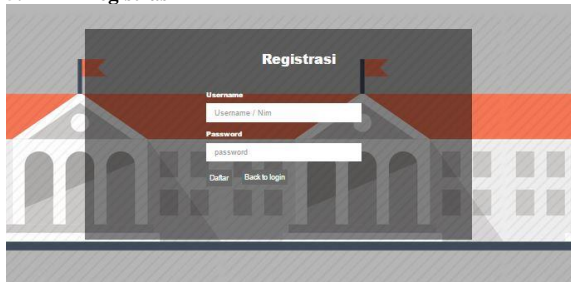 Registrasi
Username
Username / Nim
Password
password
Daftar
Back to login